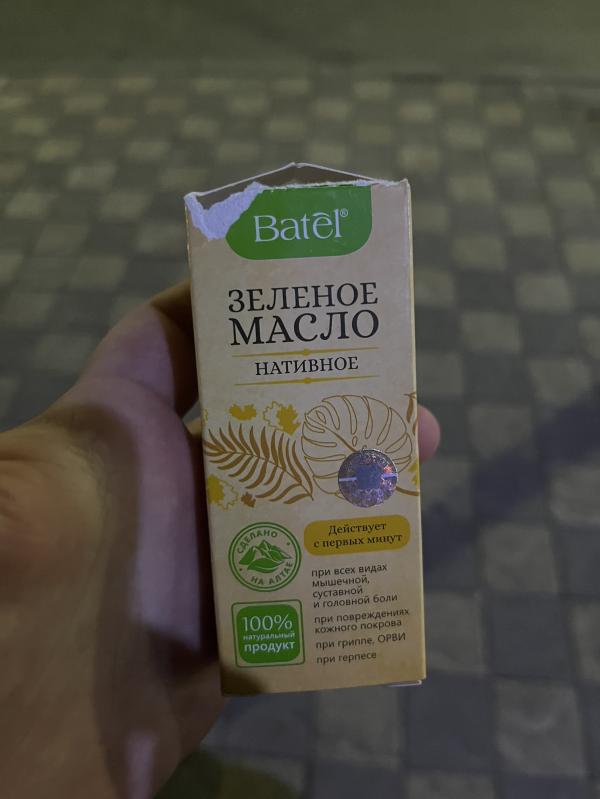 Batel®
ЗЕЛЕНОЕ
МАСЛО
НАТИВНОЕ
Действует
с первых минут
СДЕЛАНО
НА АЛТАЕ
при всех видах
мышечной,
суставной
и головной боли
100%
натуральный
продукт
при повреждениях
кожного покрова
при гриппе, ОРВИ
при герпесе